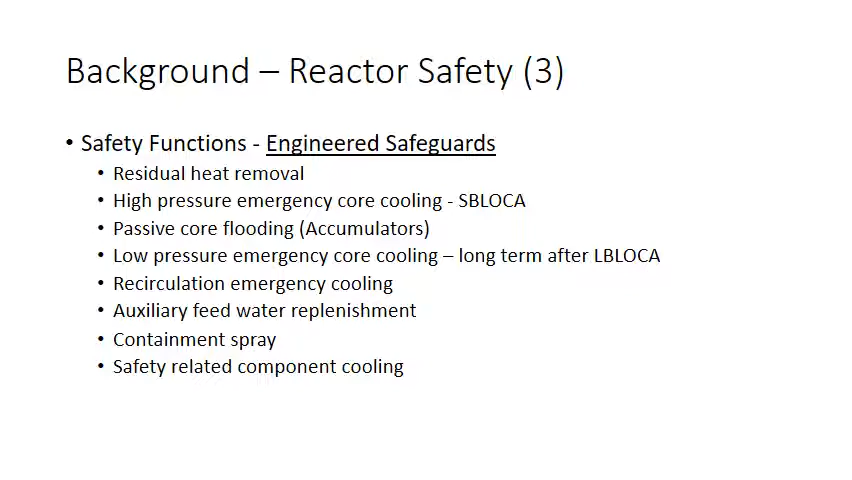 Background – Reactor Safety (3)
• Safety Functions - Engineered Safeguards
• Residual heat removal
• High pressure emergency core cooling - SBLOCA
• Passive core flooding (Accumulators)
• Low pressure emergency core cooling – long term after LBLOCA
• Recirculation emergency cooling
• Auxiliary feed water replenishment
• Containment spray
• Safety related component cooling